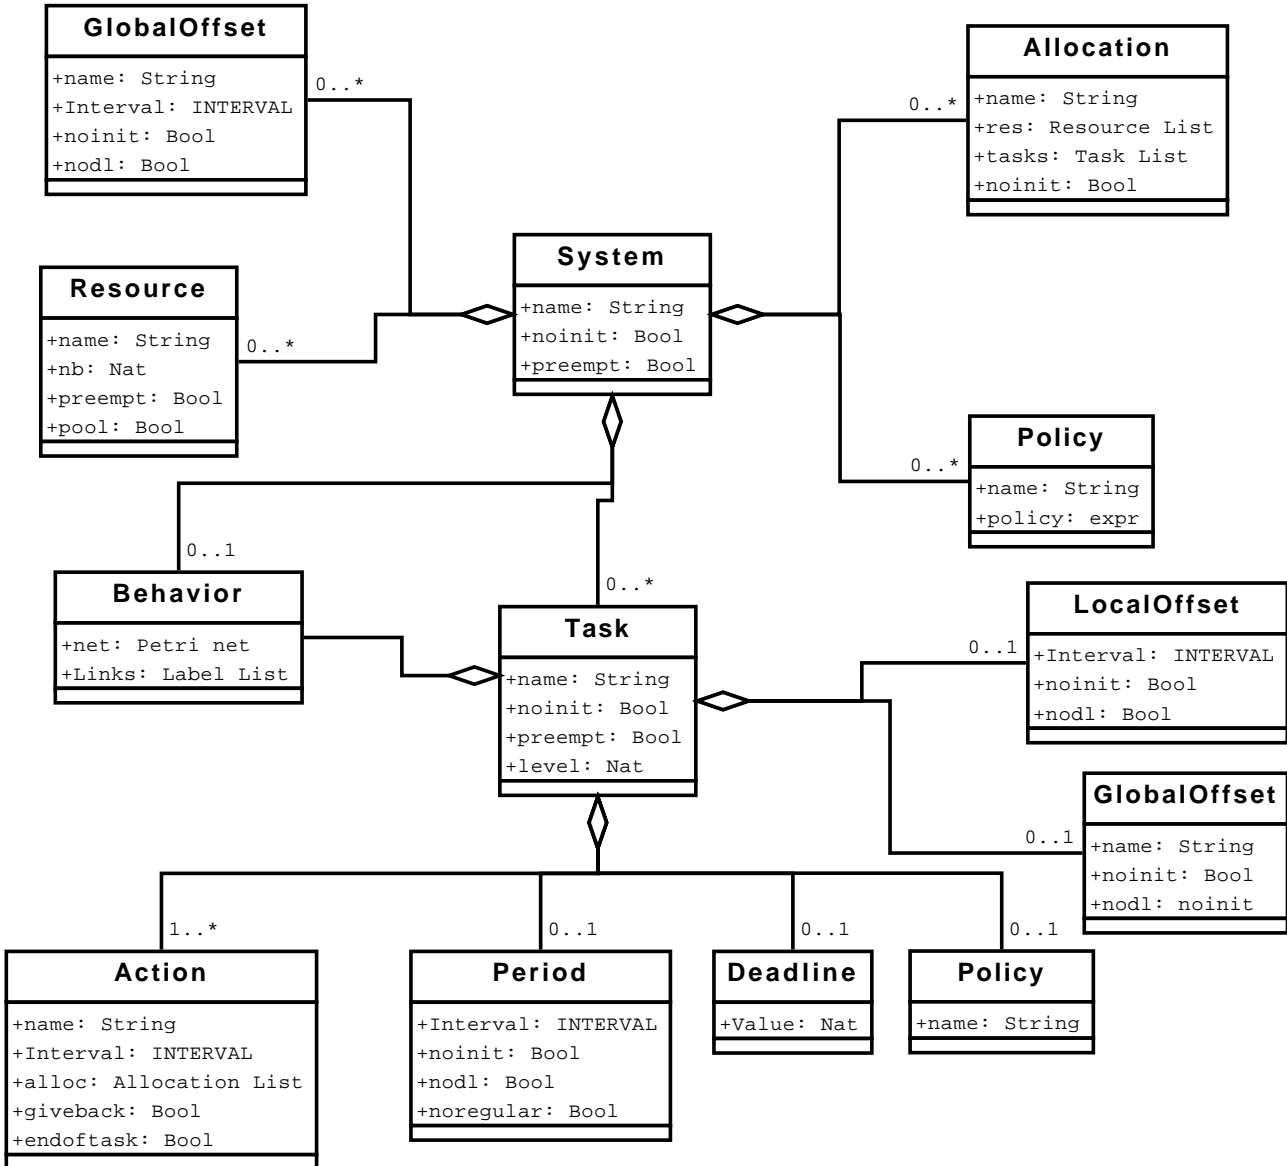 GlobalOffset
+name: String
+Interval: INTERVAL
+noinit: Bool
+nodl: Bool
0..*
Allocation
+name: String
+res: Resource List
+tasks: Task List
+noinit: Bool
0..*
System
+name: String
+noinit: Bool
+preempt: Bool
Resource
+name: String
+nb: Nat
+preempt: Bool
+pool: Bool
0..*
Policy
+name: String
+policy: expr
0..*
0..1
Behavior
+net: Petri net
+Links: Label List
0..*
Task
+name: String
+noinit: Bool
+preempt: Bool
+level: Nat
LocalOffset
+Interval: INTERVAL
+noinit: Bool
+nodl: Bool
0..1
GlobalOffset
+name: String
+noinit: Bool
+nodl: noinit
0..1
1..*
Action
+name: String
+Interval: INTERVAL
+alloc: Allocation List
+giveback: Bool
+endoftask: Bool
0..1
Period
+Interval: INTERVAL
+noinit: Bool
+nodl: Bool
+noregular: Bool
0..1
Deadline
+Value: Nat
0..1
Policy
+name: String